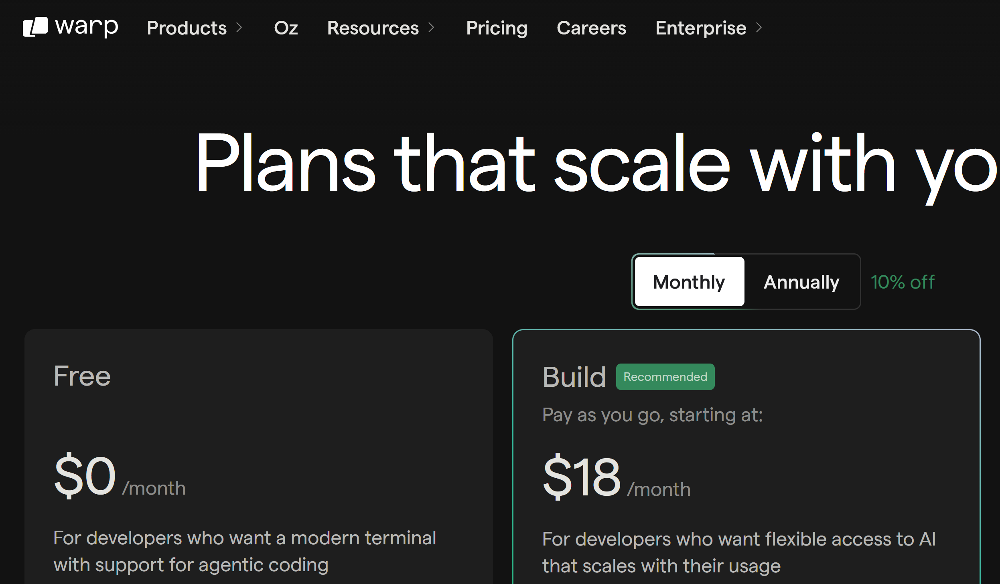 warp Products Oz Resources Pricing Careers Enterprise
Plans that scale with yo
Monthly Annually 10% off
Free
$0 /month
For developers who want a modern terminal
with support for agentic coding
Build Recommended
Pay as you go, starting at:
$18 /month
For developers who want flexible access to AI
that scales with their usage